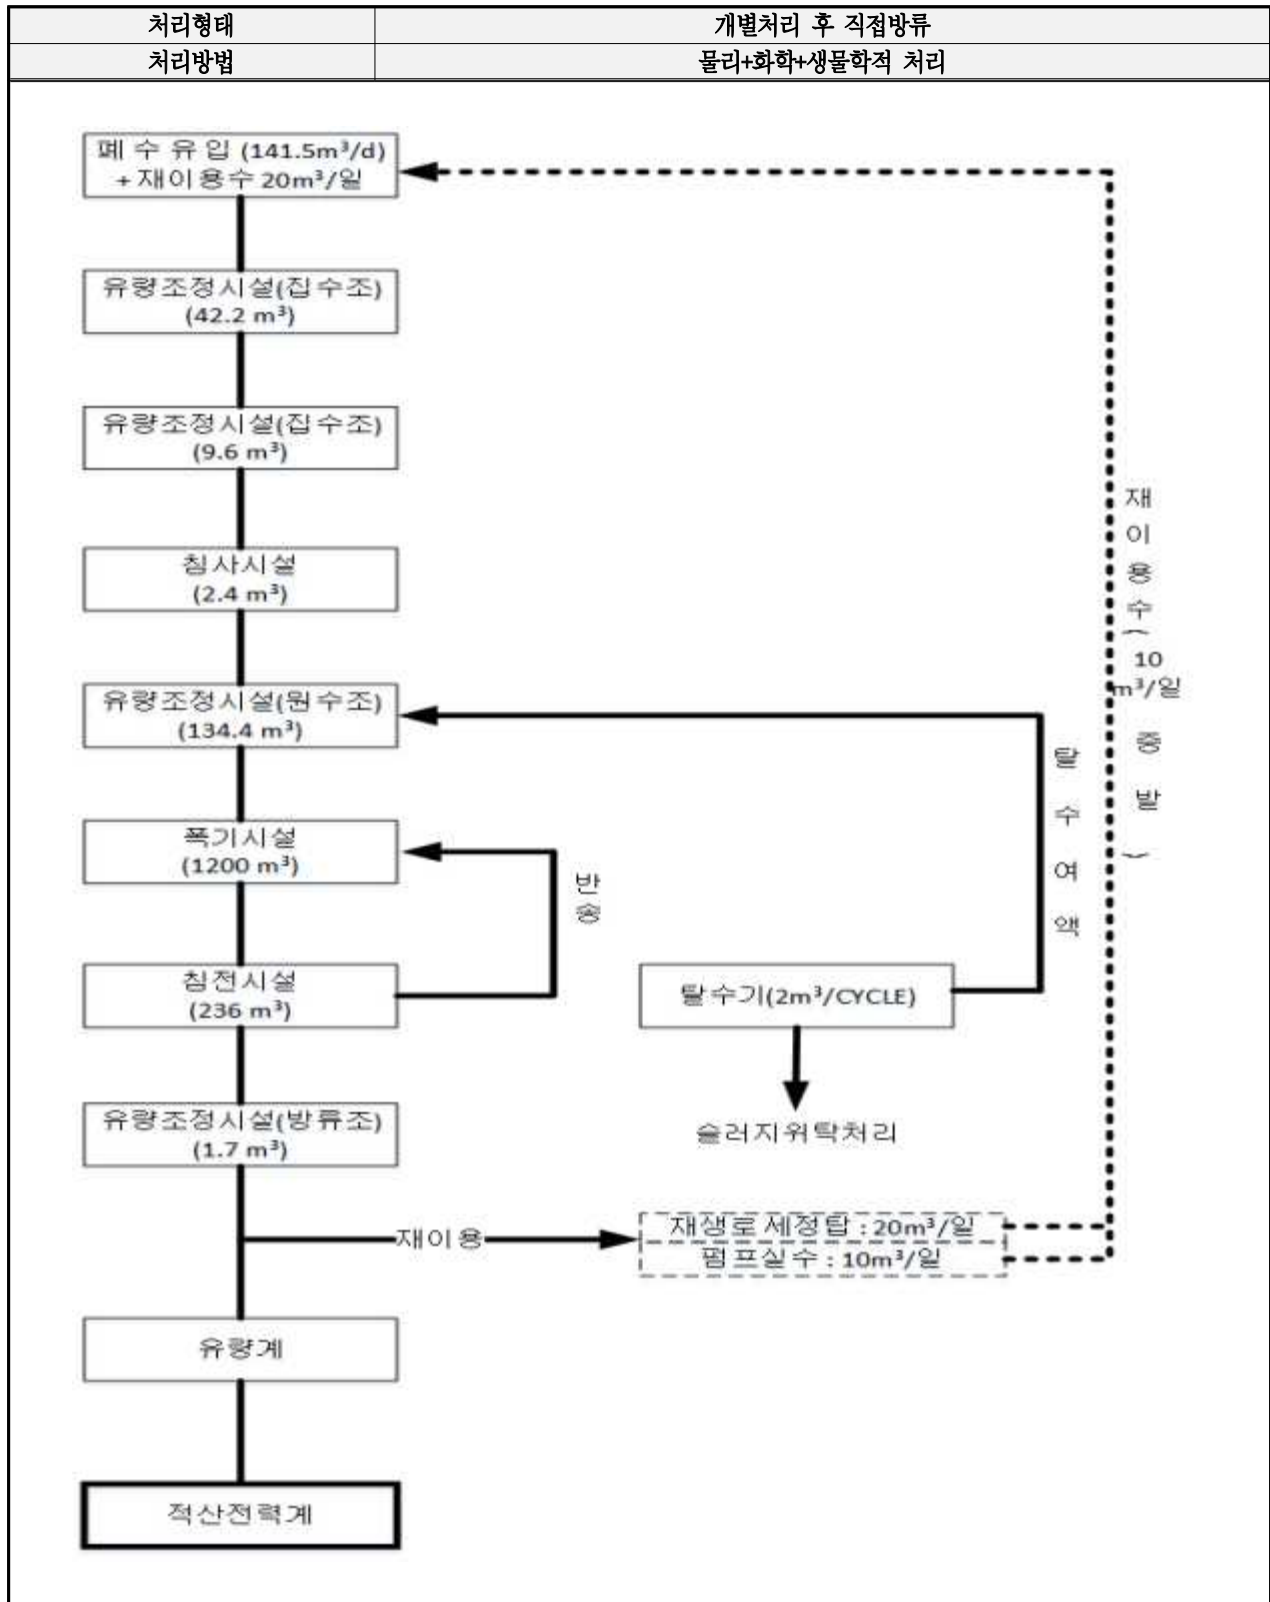 처리형태 개별처리 후 직접방류
처리방법 물리+화학+생물학적 처리
폐수유입 (141.5m³/d)
+ 재이용수 20m³/일
유량조정시설(집수조)
(42.2 m³)
유량조정시설(집수조)
(9.6 m³)
침사시설
(2.4 m³)
유량조정시설(원수조)
(134.4 m³)
폭기시설
(1200 m³)
반송
침전시설
(236 m³)
탈수기(2m³/CYCLE)
탈수여액
재이용수(10m³/일 증발)
슬러지위탁처리
유량조정시설(방류조)
(1.7 m³)
재이용
재생로세정탑 : 20m³/일
펌프실수 : 10m³/일
유량계
적산전력계